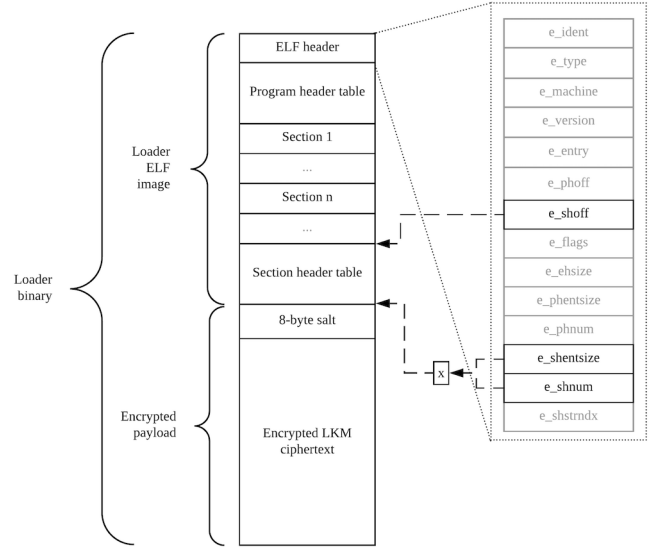 ELF header
Program header table
Section 1
...
Section n
...
Section header table
8-byte salt
Encrypted LKM
ciphertext
Loader
ELF
image
Loader
binary
Encrypted
payload
x
e_ident
e_type
e_machine
e_version
e_entry
e_phoff
e_shoff
e_flags
e_ehsize
e_phentsize
e_phnum
e_shentsize
e_shnum
e_shstrndx